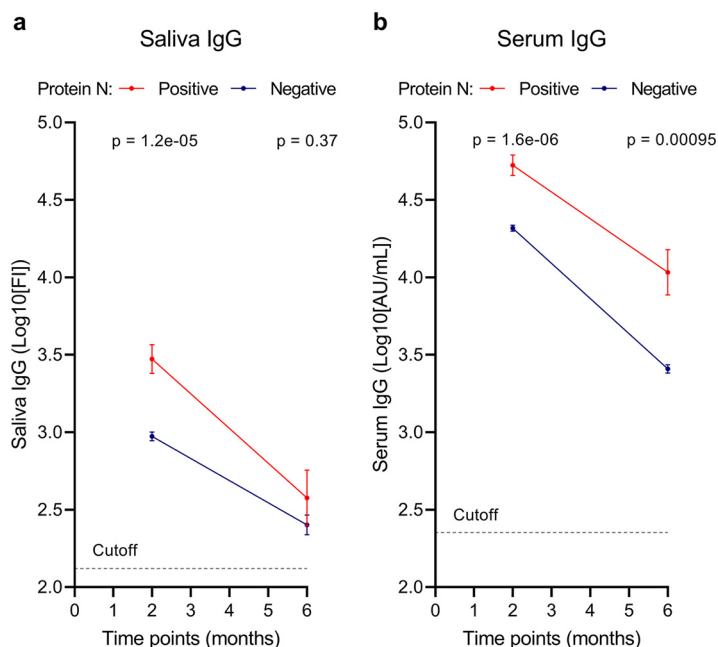 a
Saliva IgG
Protein N: Positive Negative
p = 1.2e-05 p = 0.37
Saliva IgG (Log10[FI])
5.0
4.5
4.0
3.5
3.0
2.5
2.0
Cutoff
0 1 2 3 4 5 6
Time points (months)
b
Serum IgG
Protein N: Positive Negative
p = 1.6e-06 p = 0.00095
Serum IgG (Log10[AU/mL])
5.0
4.5
4.0
3.5
3.0
2.5
2.0
Cutoff
0 1 2 3 4 5 6
Time points (months)